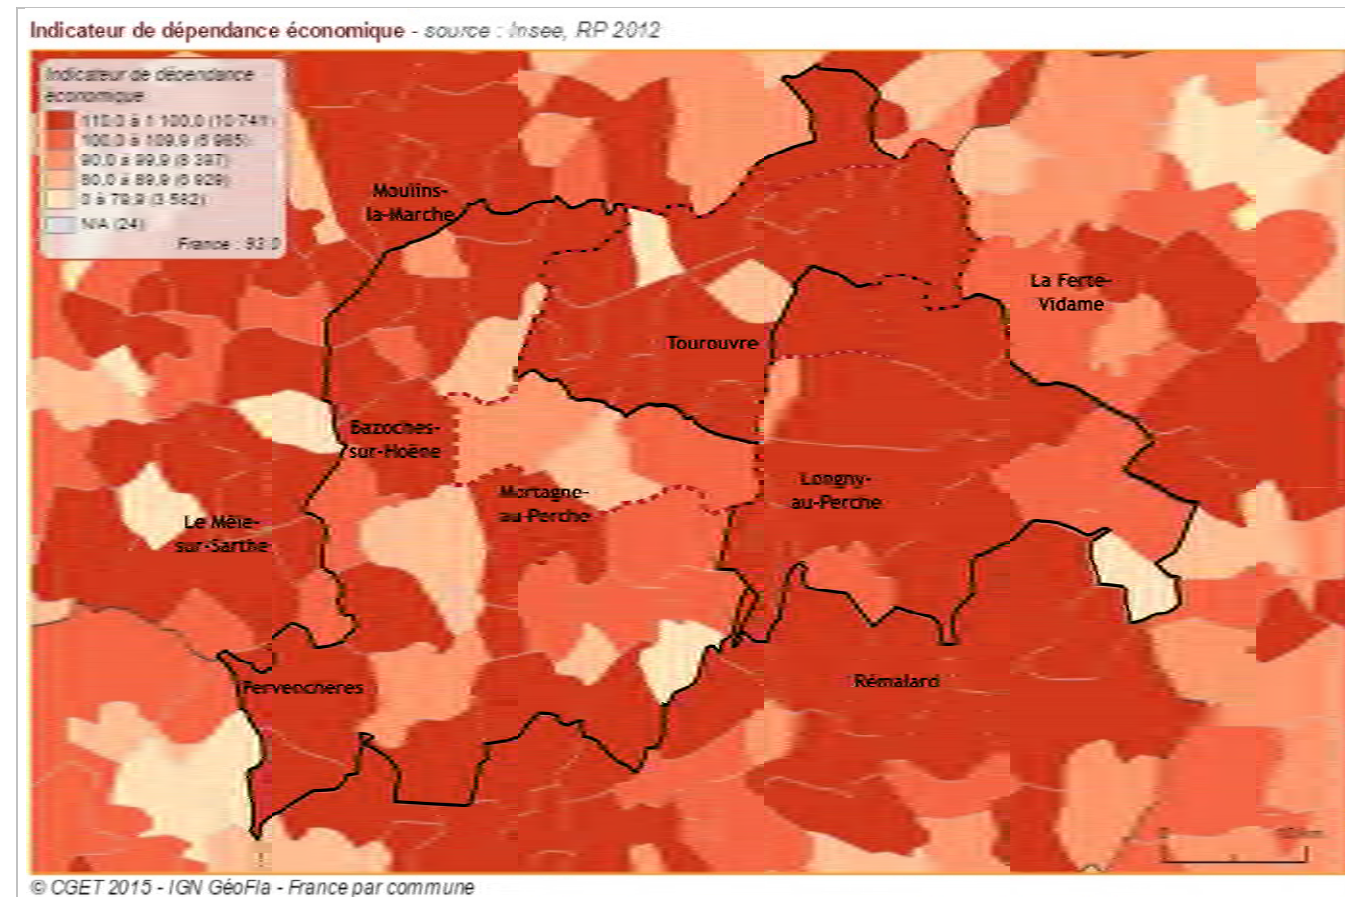 Indicateur de dépendance économique - source : Insee, RP 2012
Indicateur de dépendance
économique
110,0 à 1 100,0 (10 741)
100,0 à 109,9 (6 965)
90,0 à 99,9 (8 397)
80,0 à 89,9 (6 929)
0 à 79,9 (3 582)
N/A (24)
France : 93,0
Moulins-
la-Marche
La Ferté-
Vidame
Tourouvre
Bazoches-
sur-Hoëne
Mortagne-
au-Perche
Longny-
au-Perche
Le Mêle-
sur-Sarthe
Pervenchères
Rémalard
0
© CGET 2015 - IGN GéoFla - France par commune